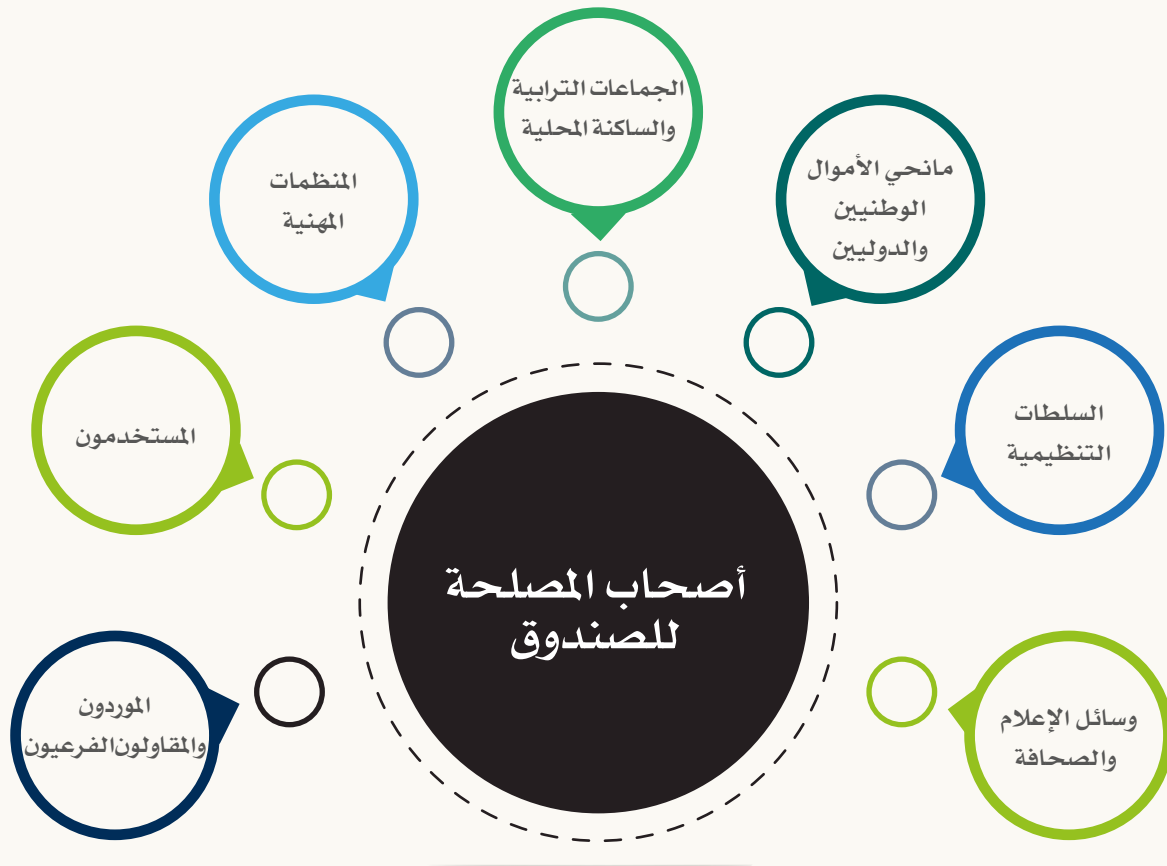 الجماعات الترابية
والساكنة المحلية
مانحي الأموال
الوطنيين
والدوليين
المنظمات
المهنية
السلطات
التنظيمية
المستخدمون
أصحاب المصلحة
للصندوق
وسائل الإعلام
والصحافة
الموردون
والمقاولون الفرعيون